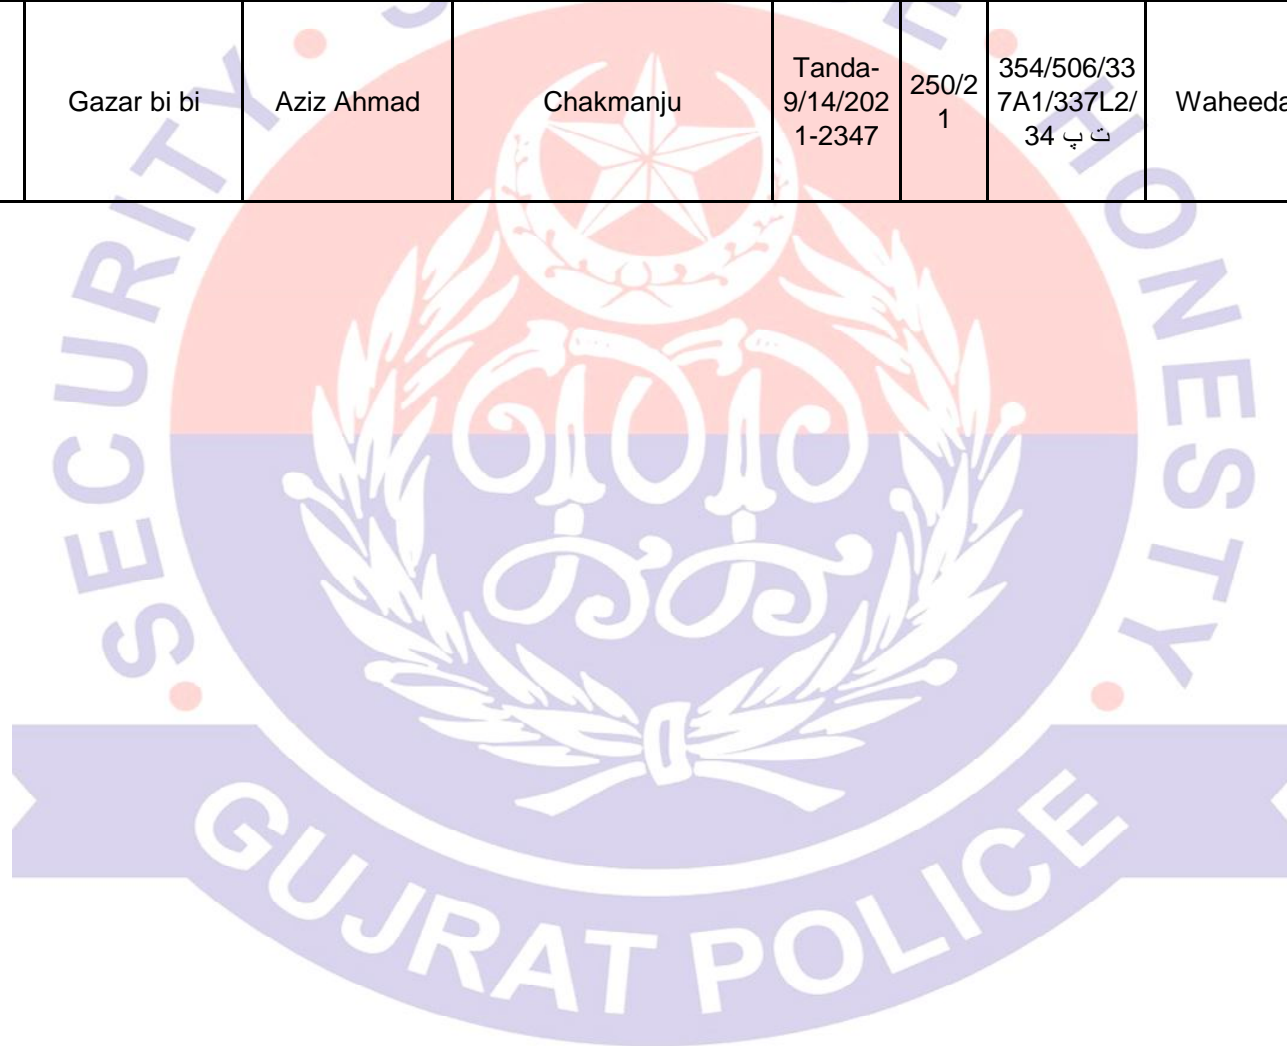 Gazar bi bi
Aziz Ahmad
Chakmanju
Tanda-
9/14/202
1-2347
250/2
1
354/506/33
7A1/337L2/
34 ت پ
Waheeda
SECURITY
HONESTY
GUJRAT POLICE